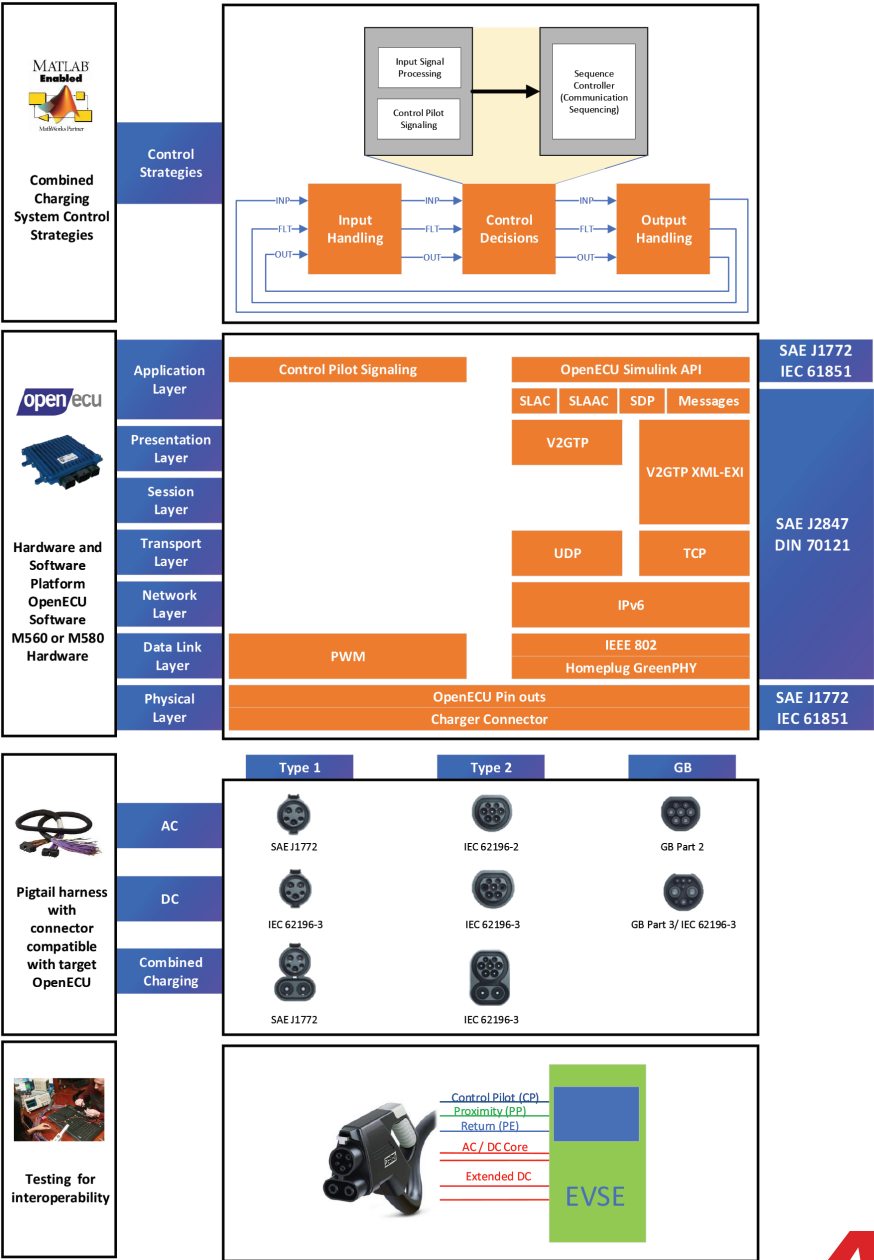 MATLAB
Enabled
MathWorks Partner
Combined
Charging
System Control
Strategies
Control
Strategies
Input Signal
Processing
Control Pilot
Signaling
Sequence
Controller
(Communication
Sequencing)
INP
FLT
OUT
Input
Handling
INP
FLT
OUT
Control
Decisions
INP
FLT
OUT
Output
Handling
open ecu
Hardware and
Software
Platform
OpenECU
Software
M560 or M580
Hardware
Application
Layer
Presentation
Layer
Session
Layer
Transport
Layer
Network
Layer
Data Link
Layer
Physical
Layer
Control Pilot Signaling
OpenECU Simulink API
SLAC
SLAAC
SDP
Messages
V2GTP
V2GTP XML-EXI
UDP
TCP
IPv6
PWM
IEEE 802
Homeplug GreenPHY
OpenECU Pin outs
Charger Connector
SAE J1772
IEC 61851
SAE J2847
DIN 70121
SAE J1772
IEC 61851
Pigtail harness
with
connector
compatible
with target
OpenECU
Type 1
Type 2
GB
AC
SAE J1772
IEC 62196-2
GB Part 2
DC
IEC 62196-3
IEC 62196-3
GB Part 3/ IEC 62196-3
Combined
Charging
SAE J1772
IEC 62196-3
Testing for
interoperability
Control Pilot (CP)
Proximity (PP)
Return (PE)
AC / DC Core
Extended DC
EVSE